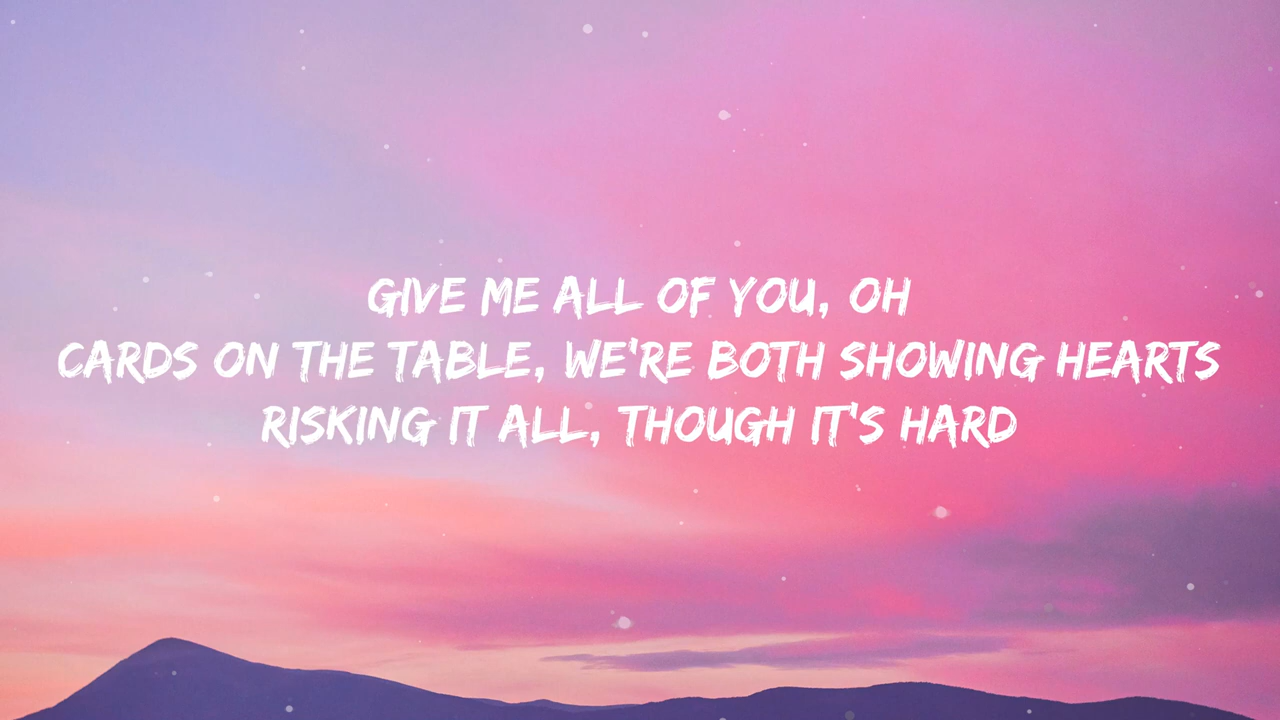 GIVE ME ALL OF YOU, OH
CARDS ON THE TABLE, WE'RE BOTH SHOWING HEARTS
RISKING IT ALL, THOUGH IT'S HARD